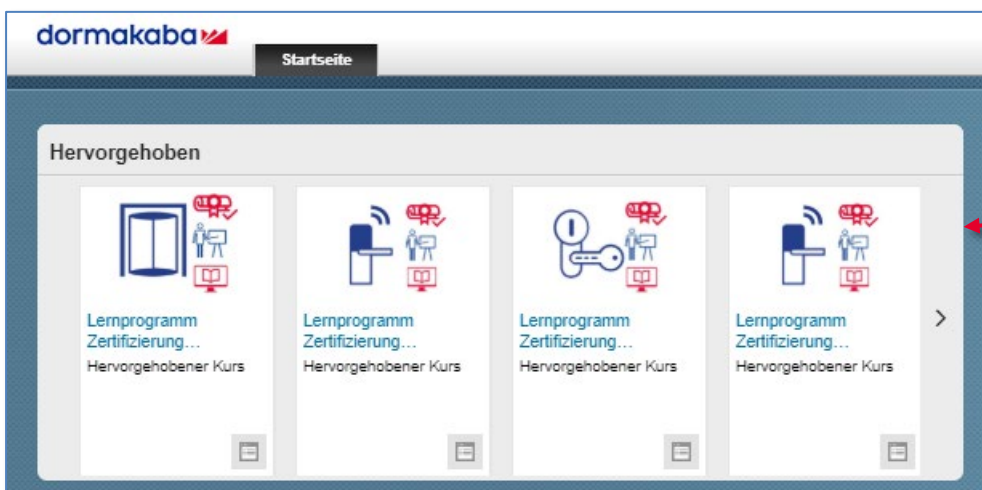 dormakaba
Startseite
Hervorgehoben
Lernprogramm
Zertifizierung...
Hervorgehobener Kurs
Lernprogramm
Zertifizierung...
Hervorgehobener Kurs
Lernprogramm
Zertifizierung...
Hervorgehobener Kurs
Lernprogramm
Zertifizierung...
Hervorgehobener Kurs